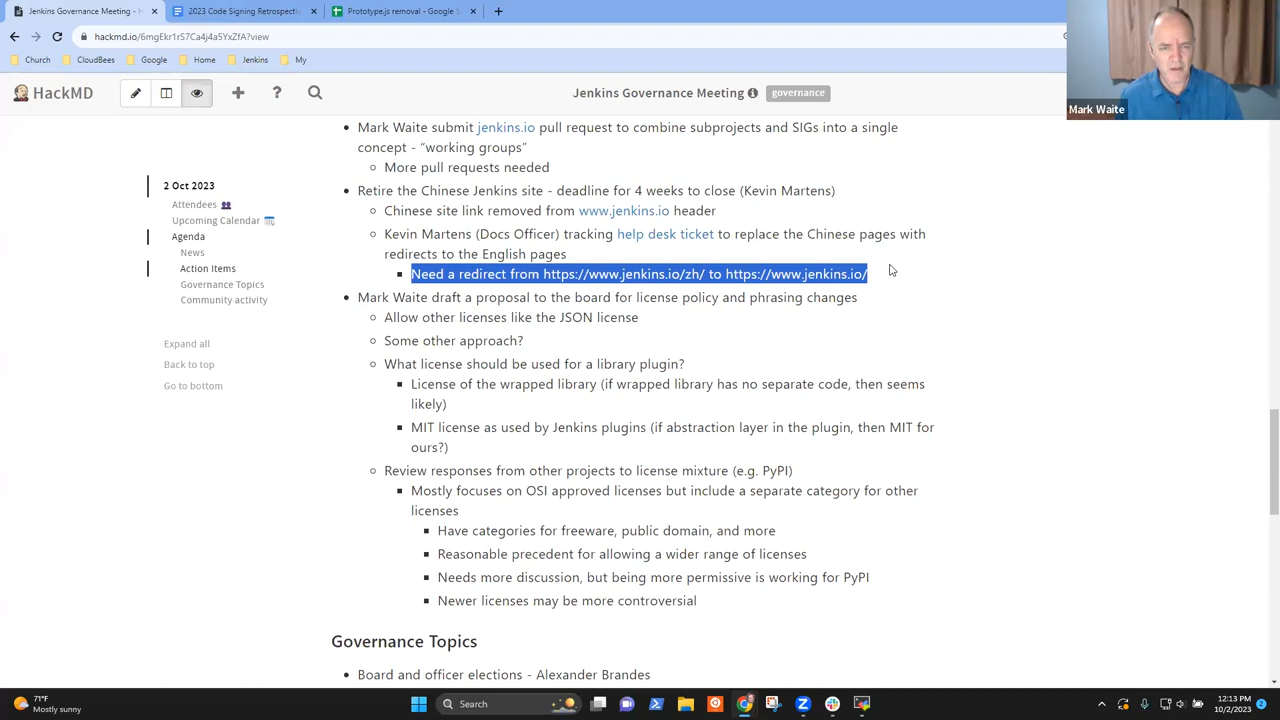 Jenkins Governance Meeting - H
2023 Code Signing Retrospecti
Prototype.js removal - Google S
hackmd.io/6mgEkr1rS7Ca4j4a5YxZfA?view
Church
CloudBees
Google
Home
Jenkins
My
HackMD
Jenkins Governance Meeting
governance
Mark Waite
2 Oct 2023
Attendees
Upcoming Calendar
Agenda
News
Action Items
Governance Topics
Community activity
Expand all
Back to top
Go to bottom
Mark Waite submit jenkins.io pull request to combine subprojects and SIGs into a single
concept - “working groups”
More pull requests needed
Retire the Chinese Jenkins site - deadline for 4 weeks to close (Kevin Martens)
Chinese site link removed from www.jenkins.io header
Kevin Martens (Docs Officer) tracking help desk ticket to replace the Chinese pages with
redirects to the English pages
Need a redirect from https://www.jenkins.io/zh/ to https://www.jenkins.io/
Mark Waite draft a proposal to the board for license policy and phrasing changes
Allow other licenses like the JSON license
Some other approach?
What license should be used for a library plugin?
License of the wrapped library (if wrapped library has no separate code, then seems
likely)
MIT license as used by Jenkins plugins (if abstraction layer in the plugin, then MIT for
ours?)
Review responses from other projects to license mixture (e.g. PyPI)
Mostly focuses on OSI approved licenses but include a separate category for other
licenses
Have categories for freeware, public domain, and more
Reasonable precedent for allowing a wider range of licenses
Needs more discussion, but being more permissive is working for PyPI
Newer licenses may be more controversial
Governance Topics
Board and officer elections - Alexander Brandes
71°F
Mostly sunny
Search
12:13 PM
10/2/2023